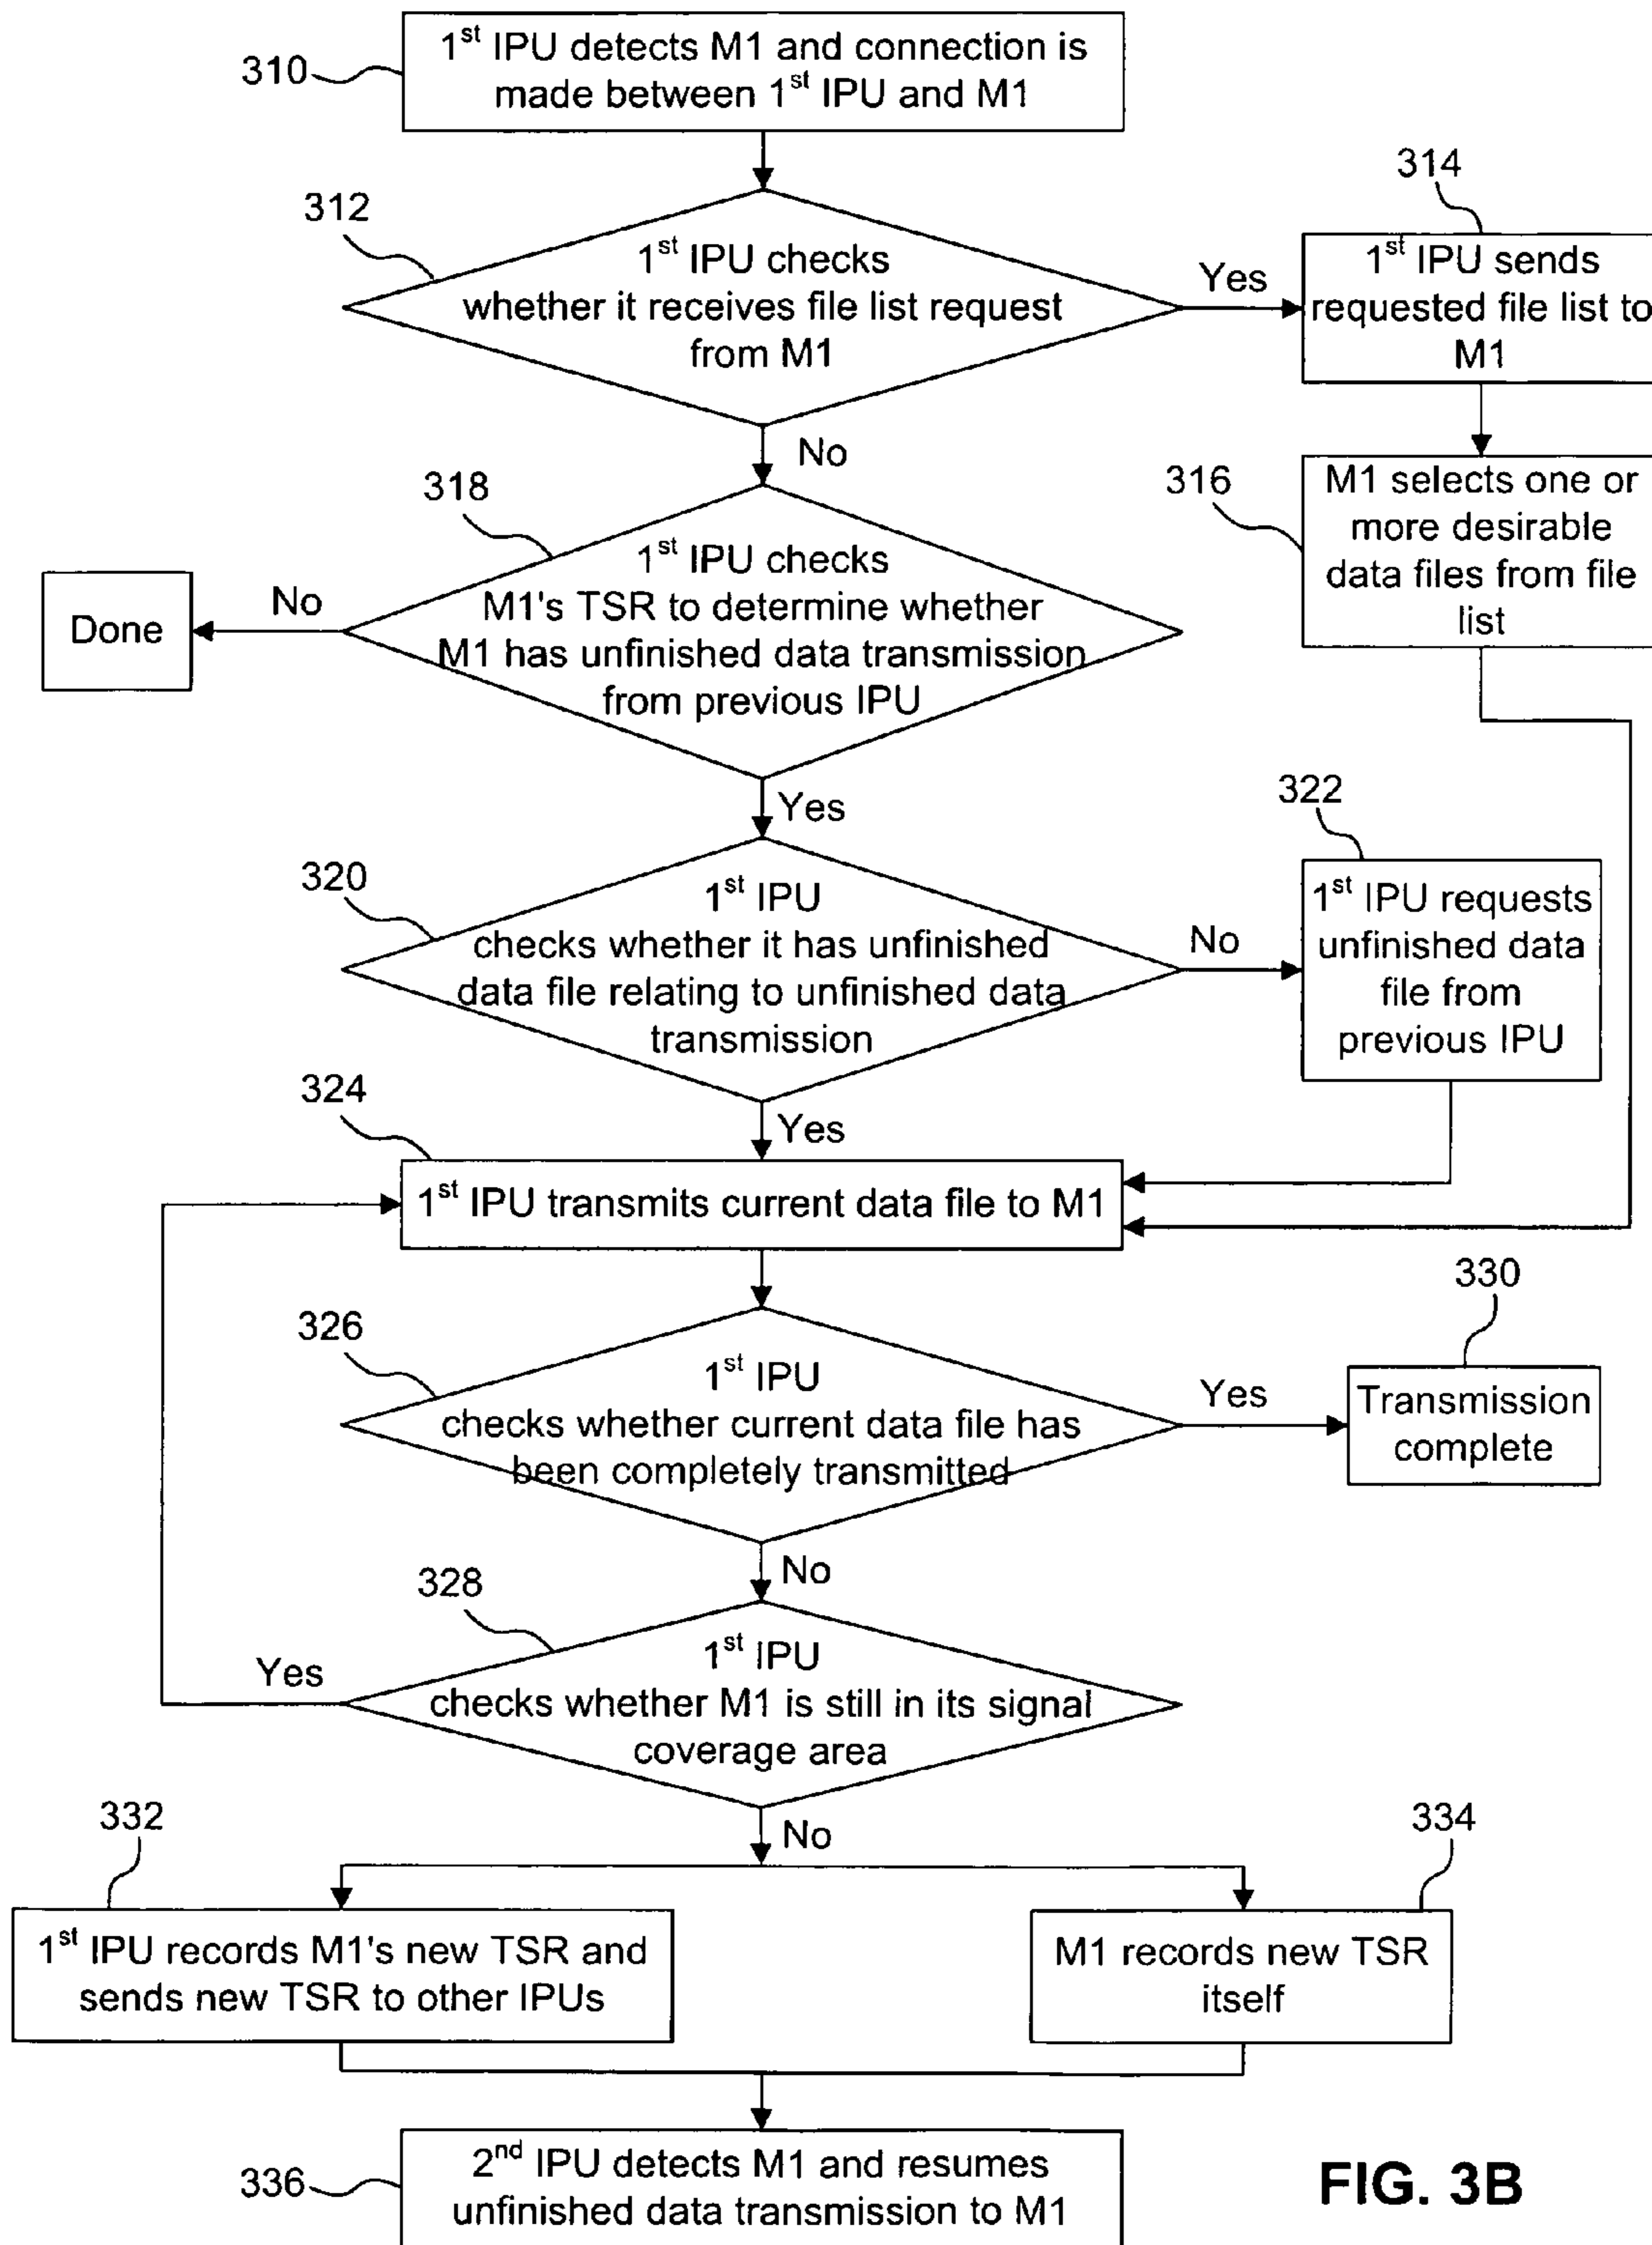 310
1st IPU detects M1 and connection is
made between 1st IPU and M1
312
1st IPU checks
whether it receives file list request
from M1
Yes
314
1st IPU sends
requested file list to
M1
No
316
M1 selects one or
more desirable
data files from file
list
318
1st IPU checks
M1's TSR to determine whether
M1 has unfinished data transmission
from previous IPU
No
Done
Yes
320
1st IPU
checks whether it has unfinished
data file relating to unfinished data
transmission
No
322
1st IPU requests
unfinished data
file from
previous IPU
Yes
324
1st IPU transmits current data file to M1
326
1st IPU
checks whether current data file has
been completely transmitted
Yes
330
Transmission
complete
No
328
1st IPU
checks whether M1 is still in its signal
coverage area
Yes
No
332
1st IPU records M1's new TSR and
sends new TSR to other IPUs
334
M1 records new TSR
itself
336
2nd IPU detects M1 and resumes
unfinished data transmission to M1
FIG. 3B